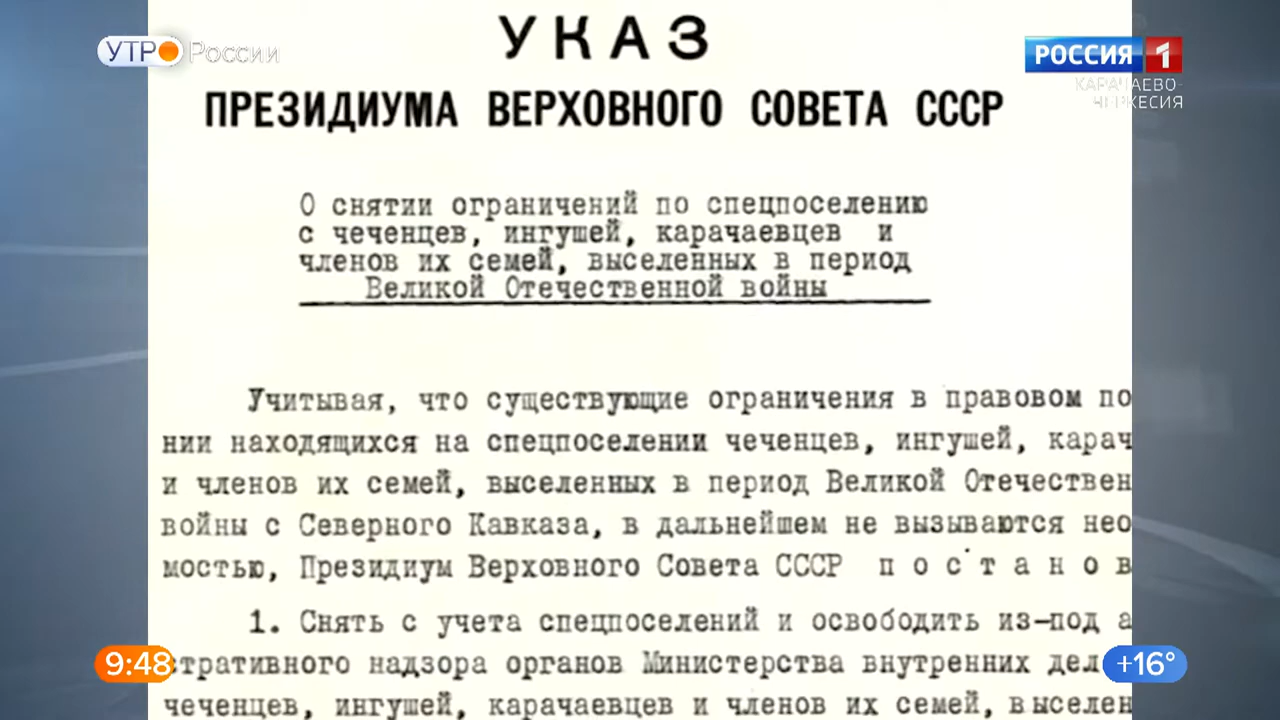 УТРО России
РОССИЯ 1
КАРАЧАЕВО-
ЧЕРКЕСИЯ
УКАЗ
ПРЕЗИДИУМА ВЕРХОВНОГО СОВЕТА СССР
О снятии ограничений по спецпоселению
с чеченцев, ингушей, карачаевцев и
членов их семей, выселенных в период
Великой Отечественной войны
Учитывая, что существующие ограничения в правовом по
нии находящихся на спецпоселении чеченцев, ингушей, карач
и членов их семей, выселенных в период Великой Отечествен
войны с Северного Кавказа, в дальнейшем не вызываются нео
мостью, Президиум Верховного Совета СССР п о с т а н о в
1. Снять с учета спецпоселений и освободить из-под а
стративного надзора органов Министерства внутренних дел
чеченцев, ингушей, карачаевцев и членов их семей, выселен
9:48
+16°